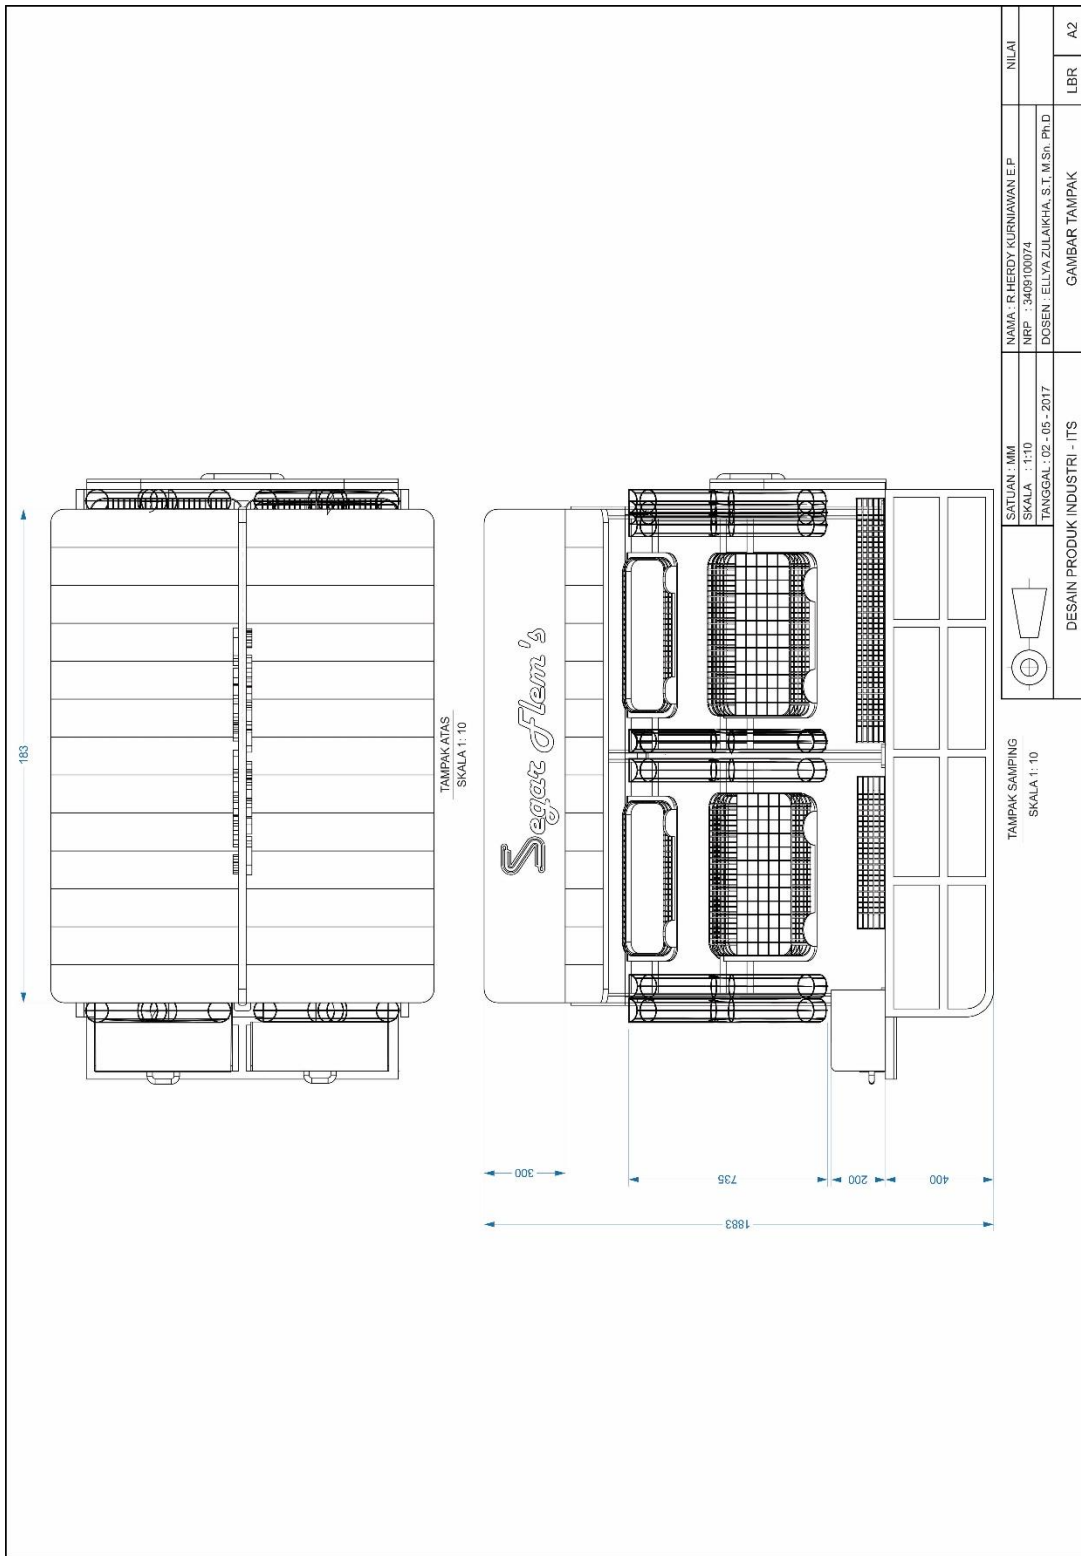 183
TAMPAK ATAS
SKALA 1: 10
Segar Flem's
300
735
200
400
1883
TAMPAK SAMPING
SKALA 1: 10
SATUAN : MM
SKALA : 1:10
TANGGAL : 02 - 05 - 2017
NAMA : R.HERDY KURNIAWAN E.P
NRP : 3409100074
DOSEN : ELLYA ZULAIKHA, S.T, M.Sn. Ph.D
NILAI
DESAIN PRODUK INDUSTRI - ITS
GAMBAR TAMPAK
LBR
A2